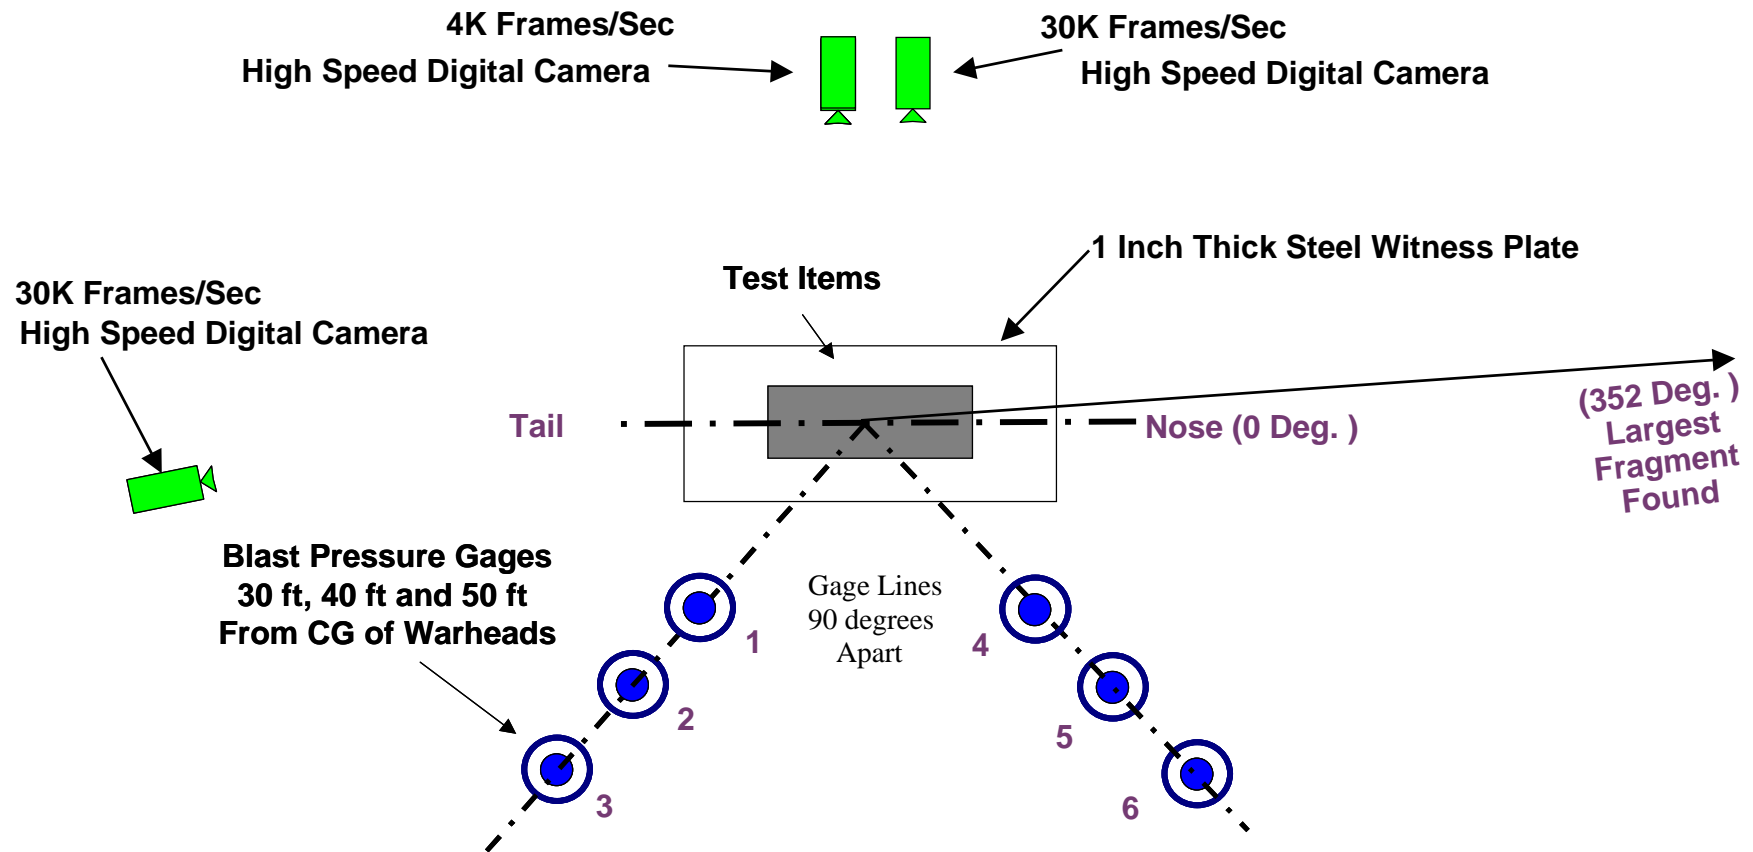 4K Frames/Sec
High Speed Digital Camera
30K Frames/Sec
High Speed Digital Camera
1 Inch Thick Steel Witness Plate
Test Items
30K Frames/Sec
High Speed Digital Camera
Tail
Nose (0 Deg. )
(352 Deg. )
Largest
Fragment
Found
Blast Pressure Gages
30 ft, 40 ft and 50 ft
From CG of Warheads
Gage Lines
90 degrees
Apart
1
2
3
4
5
6